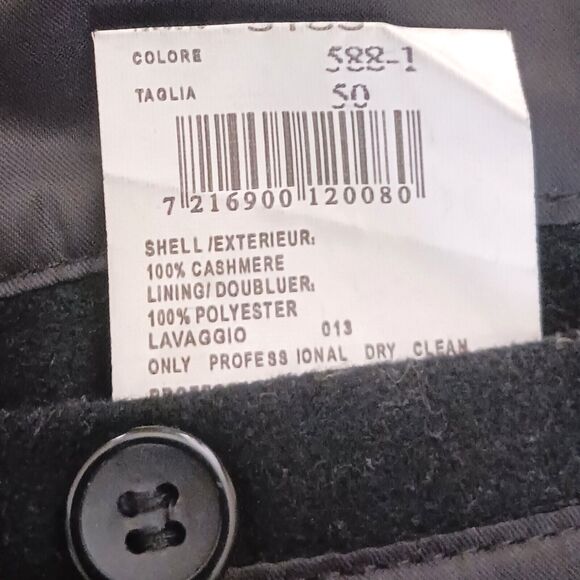 COLORE 588-1
TAGLIA 50
7 216900 120080
SHELL/EXTERIEUR:
100% CASHMERE
LINING/DOUBLUER:
100% POLYESTER
LAVAGGIO 013
ONLY PROFESSIONAL DRY CLEAN